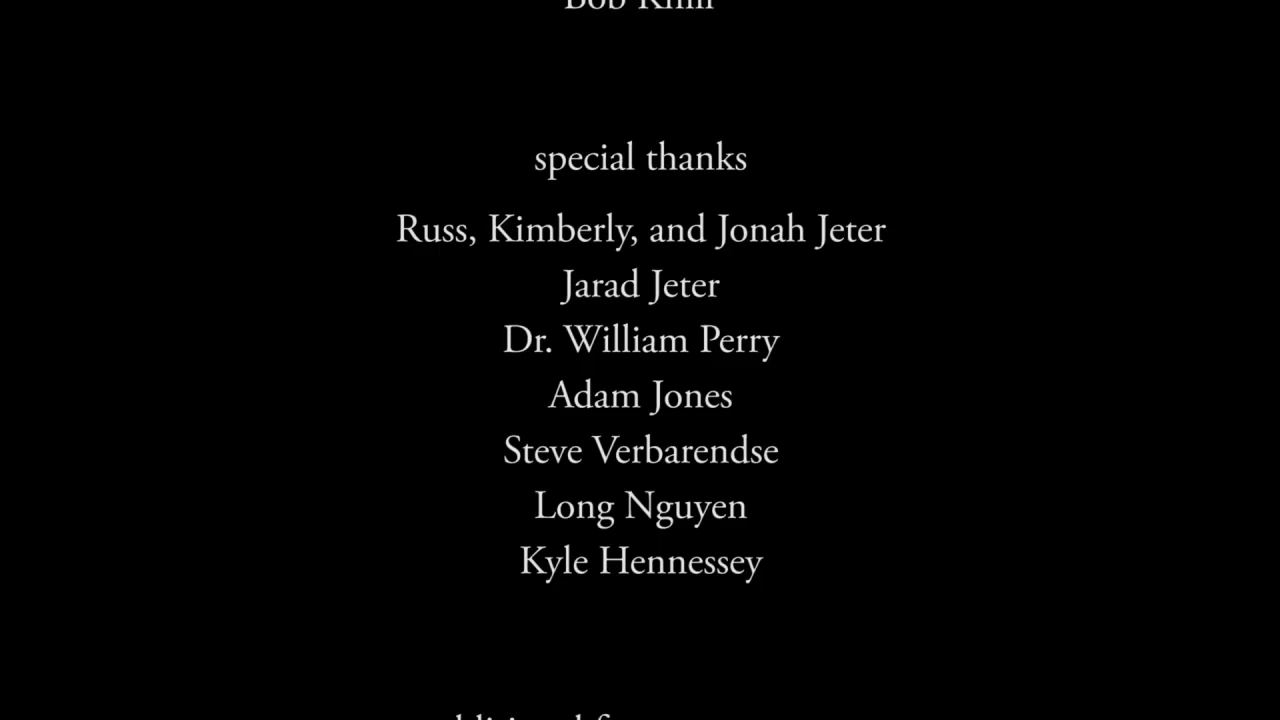 Bob
special thanks
Russ, Kimberly, and Jonah Jeter
Jarad Jeter
Dr. William Perry
Adam Jones
Steve Verbarendse
Long Nguyen
Kyle Hennessey